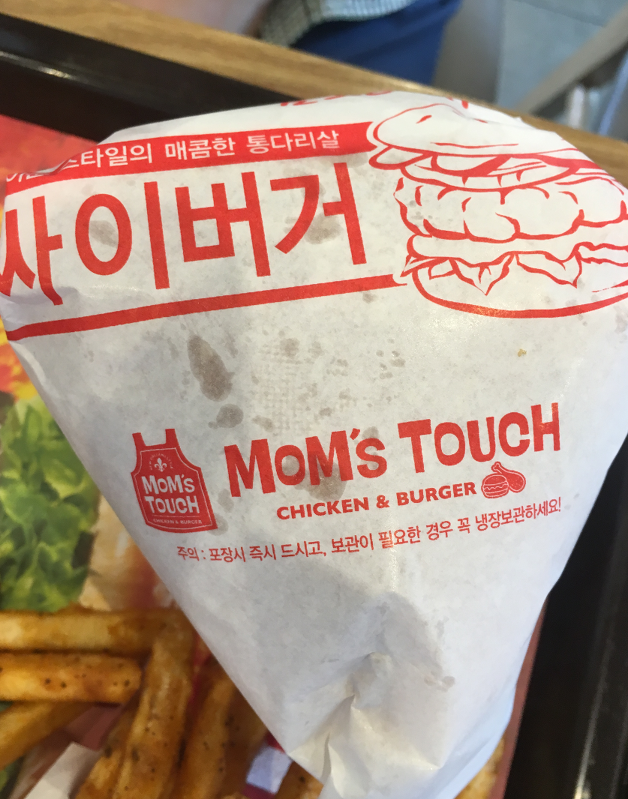 스타일의 매콤한 통다리살
싸이버거
MOM'S TOUCH
CHICKEN & BURGER
MOM'S
TOUCH
CHICKEN & BURGER
주의 : 포장시 즉시 드시고, 보관이 필요한 경우 꼭 냉장보관하세요!